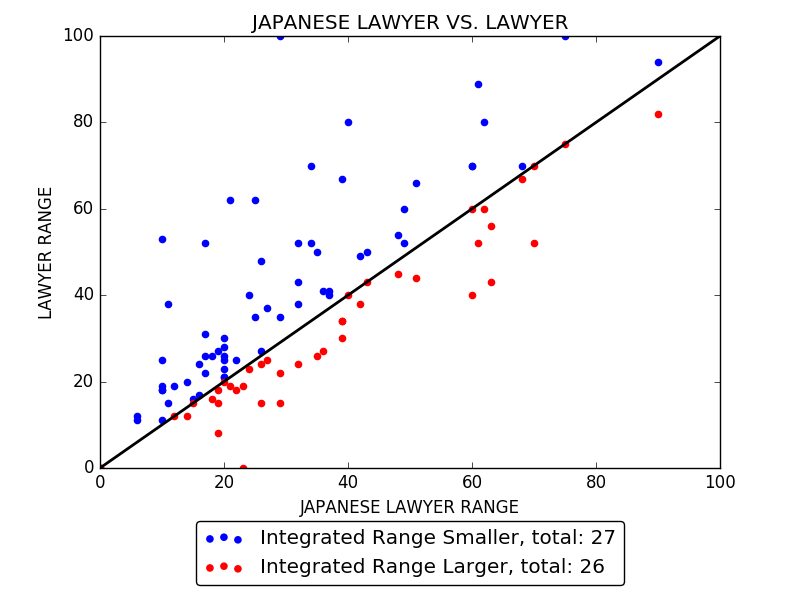 JAPANESE LAWYER VS. LAWYER
100
80
60
40
20
0
LAWYER RANGE
0 20 40 60 80 100
JAPANESE LAWYER RANGE
Integrated Range Smaller, total: 27
Integrated Range Larger, total: 26